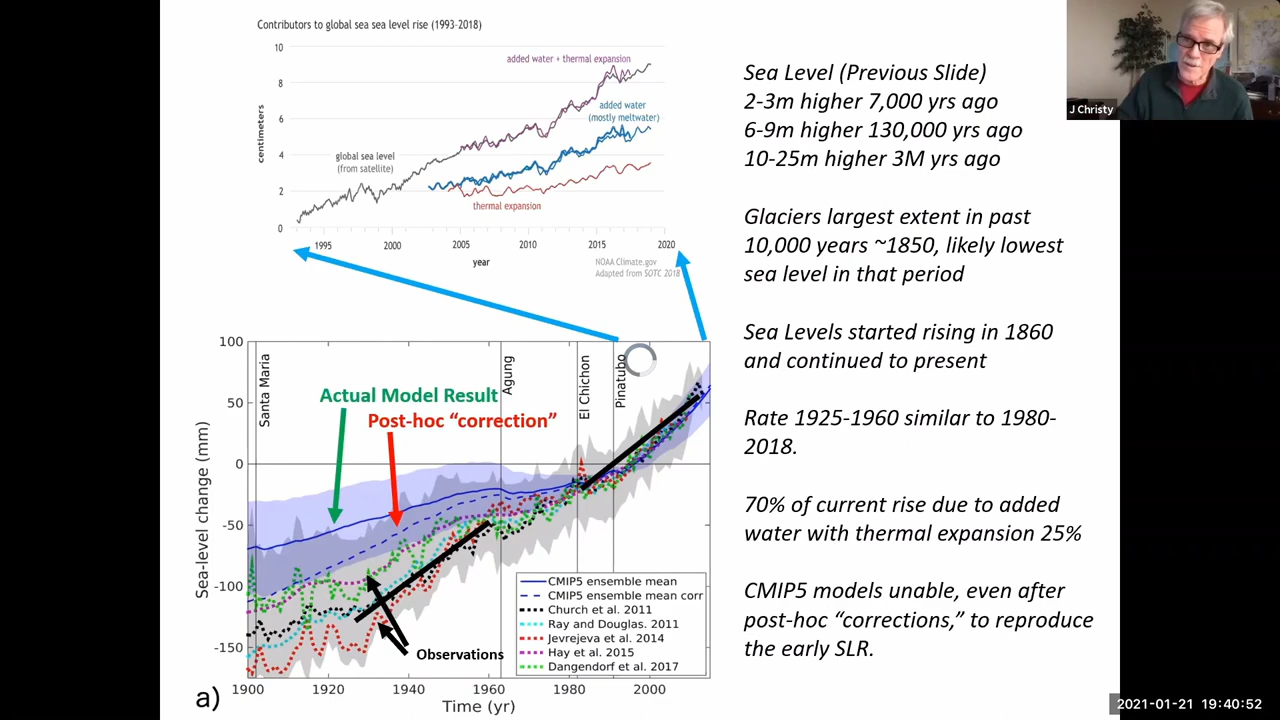 Contributors to global sea sea level rise (1993-2018)
10
8
6
4
2
0
centimeters
added water + thermal expansion
added water
(mostly meltwater)
global sea level
(from satellite)
thermal expansion
1995
2000
2005
2010
2015
2020
year
NOAA Climate.gov
Adapted from SOTC 2018
100
50
0
-50
-100
-150
Sea-level change (mm)
Santa Maria
Agung
El Chichon
Pinatubo
Actual Model Result
Post-hoc “correction”
Observations
CMIP5 ensemble mean
CMIP5 ensemble mean corr
Church et al. 2011
Ray and Douglas. 2011
Jevrejeva et al. 2014
Hay et al. 2015
Dangendorf et al. 2017
1900
1920
1940
1960
1980
2000
Time (yr)
a)
Sea Level (Previous Slide)
2-3m higher 7,000 yrs ago
6-9m higher 130,000 yrs ago
10-25m higher 3M yrs ago
Glaciers largest extent in past
10,000 years ~1850, likely lowest
sea level in that period
Sea Levels started rising in 1860
and continued to present
Rate 1925-1960 similar to 1980-
2018.
70% of current rise due to added
water with thermal expansion 25%
CMIP5 models unable, even after
post-hoc “corrections,” to reproduce
the early SLR.
J Christy
2021-01-21 19:40:52